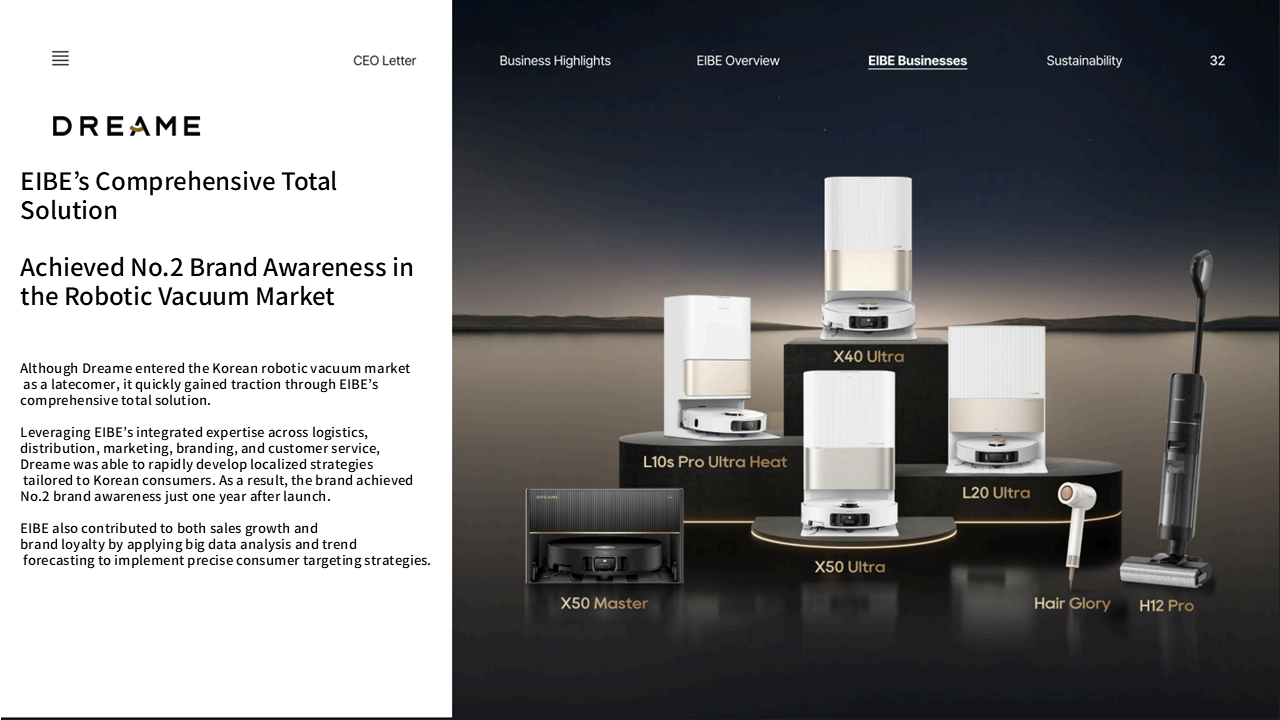 CEO Letter
Business Highlights
EIBE Overview
EIBE Businesses
Sustainability
32
DREAME
EIBE’s Comprehensive Total
Solution
Achieved No.2 Brand Awareness in
the Robotic Vacuum Market
Although Dreame entered the Korean robotic vacuum market
as a latecomer, it quickly gained traction through EIBE’s
comprehensive total solution.
Leveraging EIBE’s integrated expertise across logistics,
distribution, marketing, branding, and customer service,
Dreame was able to rapidly develop localized strategies
tailored to Korean consumers. As a result, the brand achieved
No.2 brand awareness just one year after launch.
EIBE also contributed to both sales growth and
brand loyalty by applying big data analysis and trend
forecasting to implement precise consumer targeting strategies.
X40 Ultra
L10s Pro Ultra Heat
L20 Ultra
DREAME
X50 Ultra
X50 Master
Hair Glory
H12 Pro